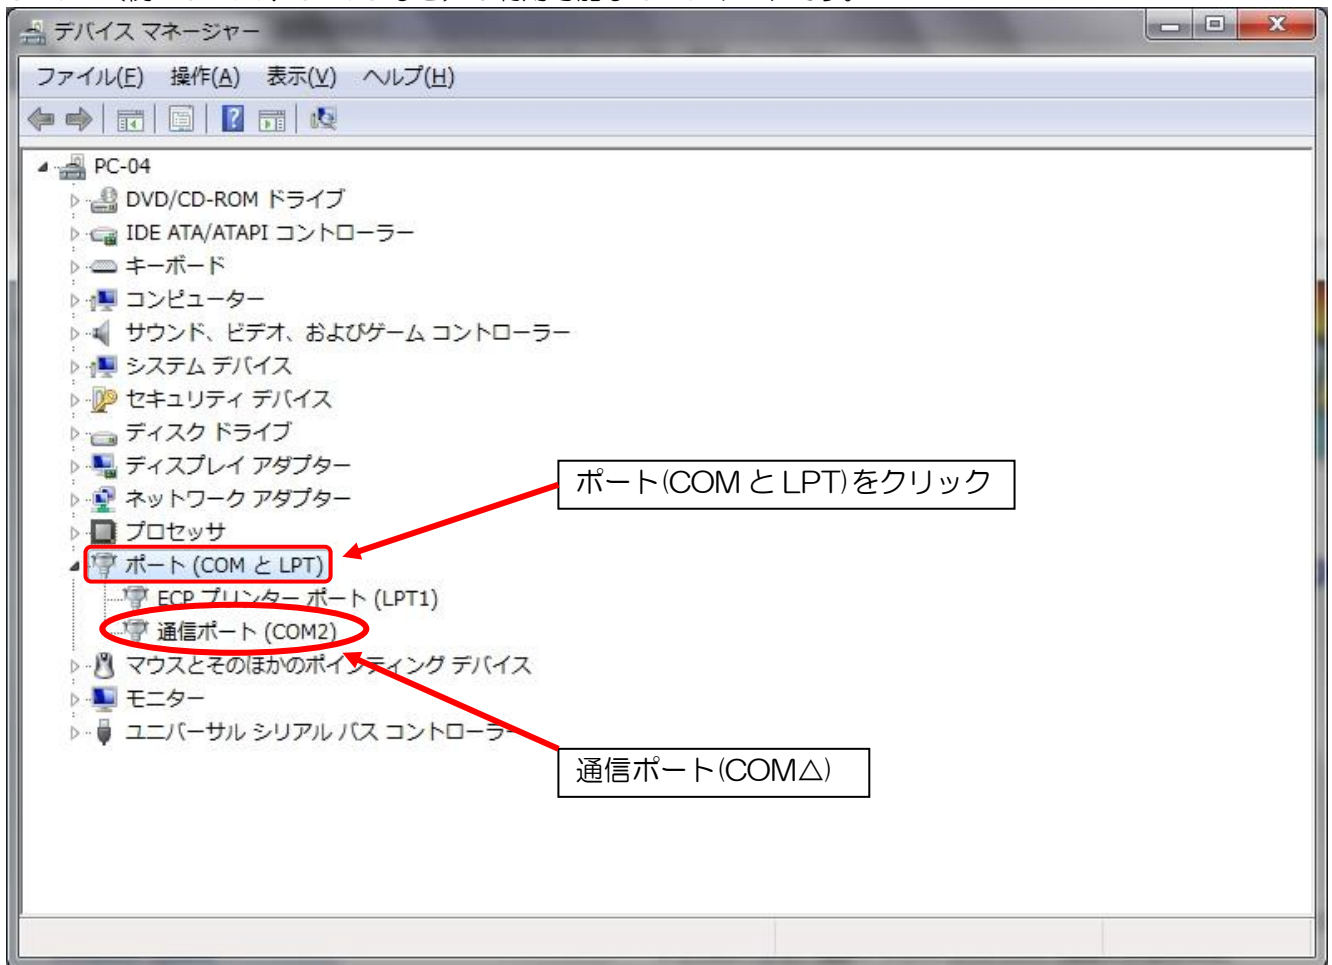 デバイス マネージャー
ファイル(F) 操作(A) 表示(V) ヘルプ(H)
PC-04
DVD/CD-ROM ドライブ
IDE ATA/ATAPI コントローラー
キーボード
コンピューター
サウンド、ビデオ、およびゲーム コントローラー
システム デバイス
セキュリティ デバイス
ディスク ドライブ
ディスプレイ アダプター
ネットワーク アダプター
プロセッサ
ポート (COM と LPT)
ECP プリンター ポート (LPT1)
通信ポート (COM2)
マウスとそのほかのポインティング デバイス
モニター
ユニバーサル シリアル バス コントローラー
ポート(COM と LPT)をクリック
通信ポート(COM△)